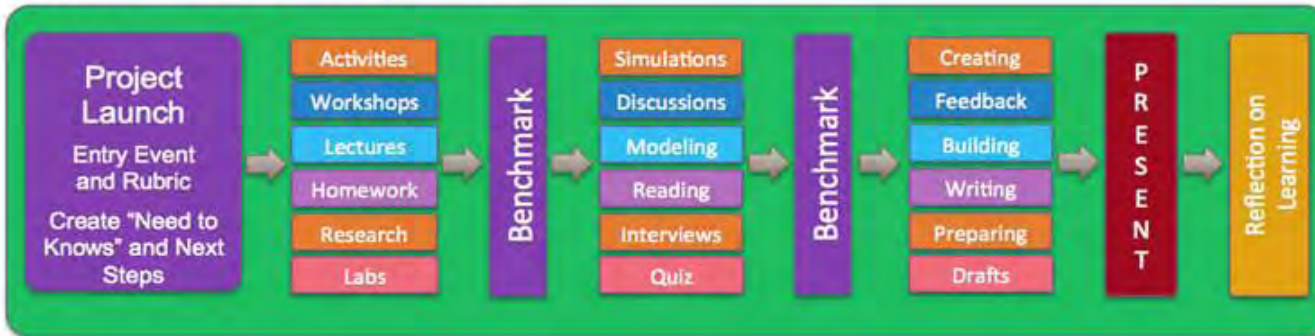 Project
Launch
Entry Event
and Rubric
Create "Need to
Knows" and Next
Steps
Activities
Workshops
Lectures
Homework
Research
Labs
Benchmark
Simulations
Discussions
Modeling
Reading
Interviews
Quiz
Benchmark
Creating
Feedback
Building
Writing
Preparing
Drafts
PRESENT
Reflection on
Learning